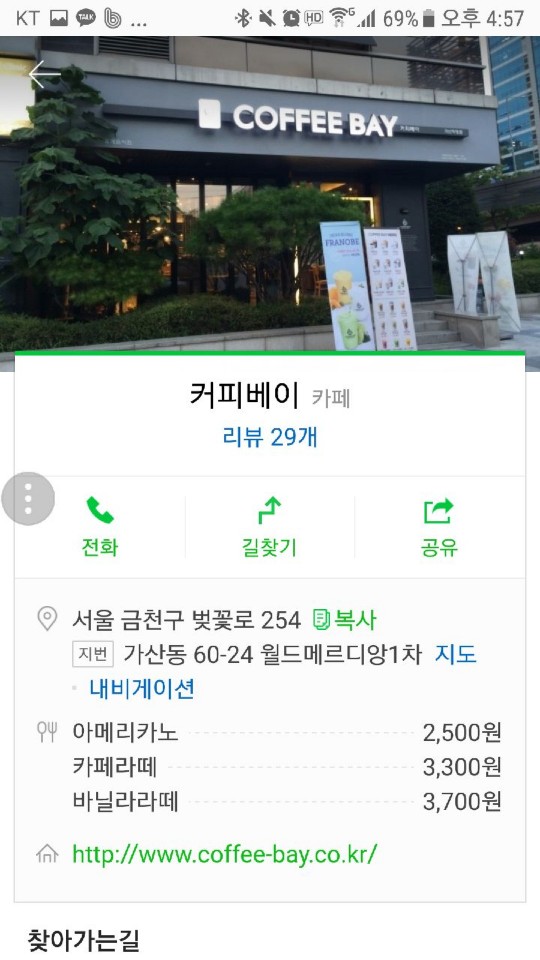 KT TALK b ... HD 5G 69% 오후 4:57
COFFEE BAY
FRANOBE
COFFEE BAY
커피베이 카페
리뷰 29개
전화 길찾기 공유
서울 금천구 벚꽃로 254 복사
지번 가산동 60-24 월드메르디앙1차 지도
내비게이션
아메리카노 2,500원
카페라떼 3,300원
바닐라라떼 3,700원
http://www.coffee-bay.co.kr/
찾아가는길